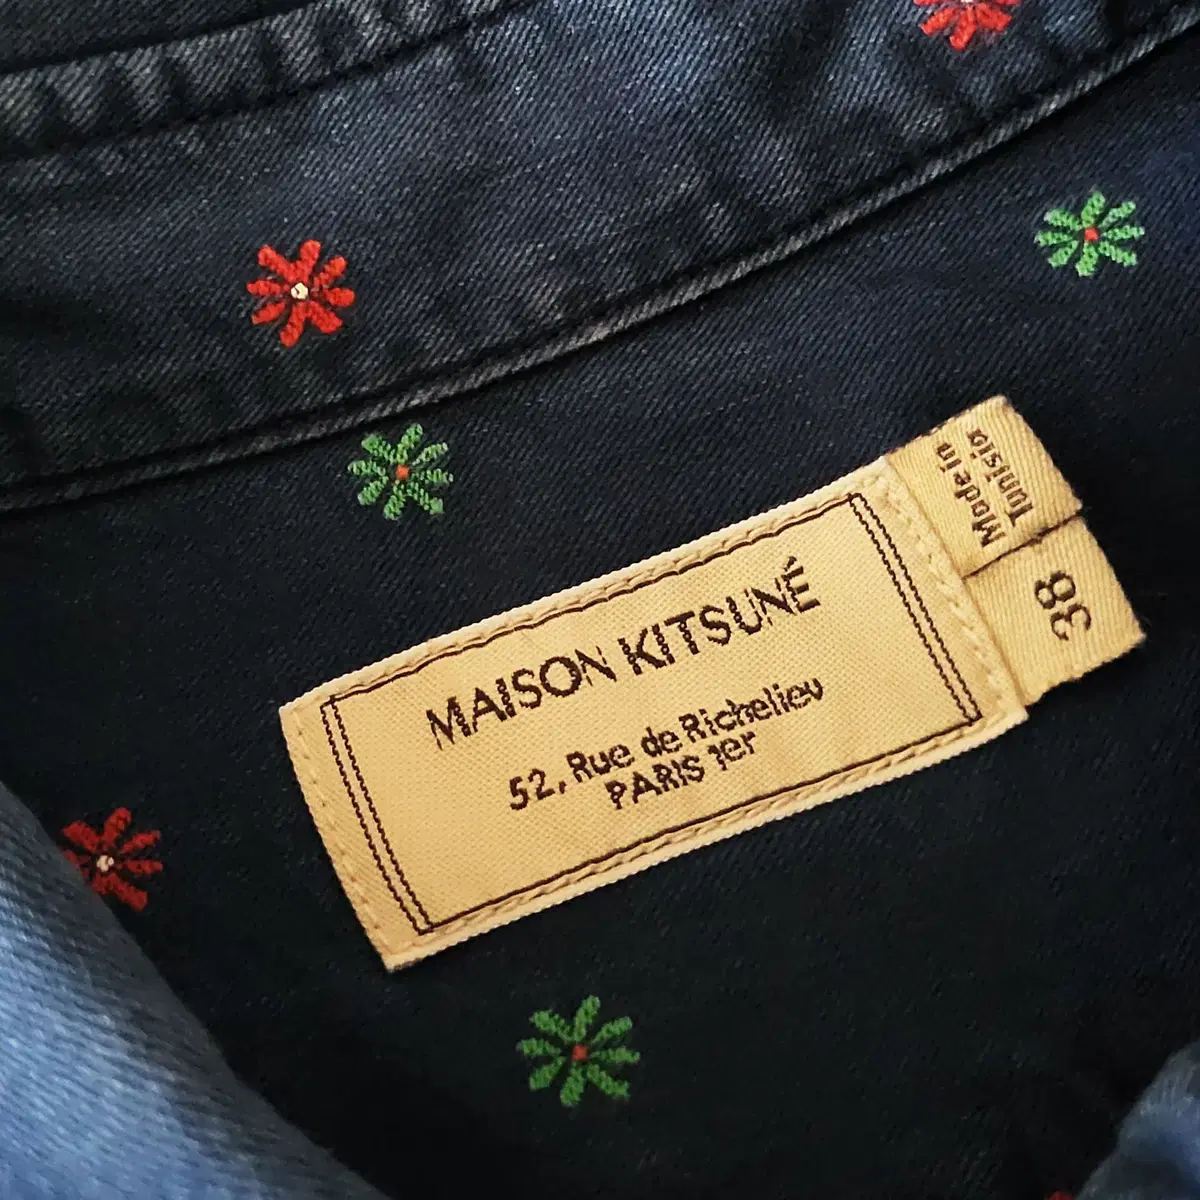 MAISON KITSUNÉ
52, Rue de Richelieu
PARIS 1er
Made in
Tunisia
38